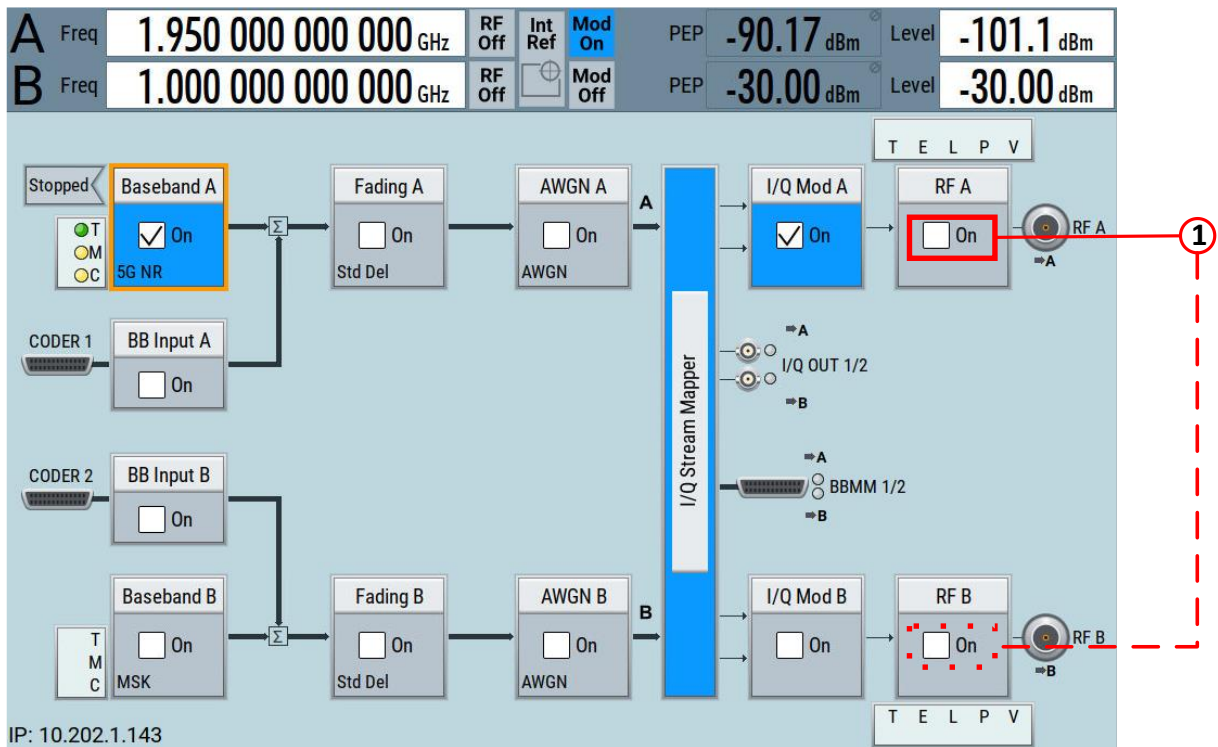 A Freq 1.950 000 000 000 GHz RF Off Int Ref Mod On PEP -90.17 dBm Level -101.1 dBm
B Freq 1.000 000 000 000 GHz RF Off Mod Off PEP -30.00 dBm Level -30.00 dBm
T E L P V
Stopped Baseband A Fading A AWGN A A I/Q Mod A RF A
T On Σ On On On On RF A 1
M
C 5G NR Std Del AWGN ⇒A
CODER 1 BB Input A ⇒A
On I/Q OUT 1/2
⇒B
I/Q Stream Mapper
CODER 2 BB Input B ⇒A
On BBMM 1/2
⇒B
Baseband B Fading B AWGN B B I/Q Mod B RF B
T On Σ On On On On RF B
M
C MSK Std Del AWGN ⇒B
T E L P V
IP: 10.202.1.143